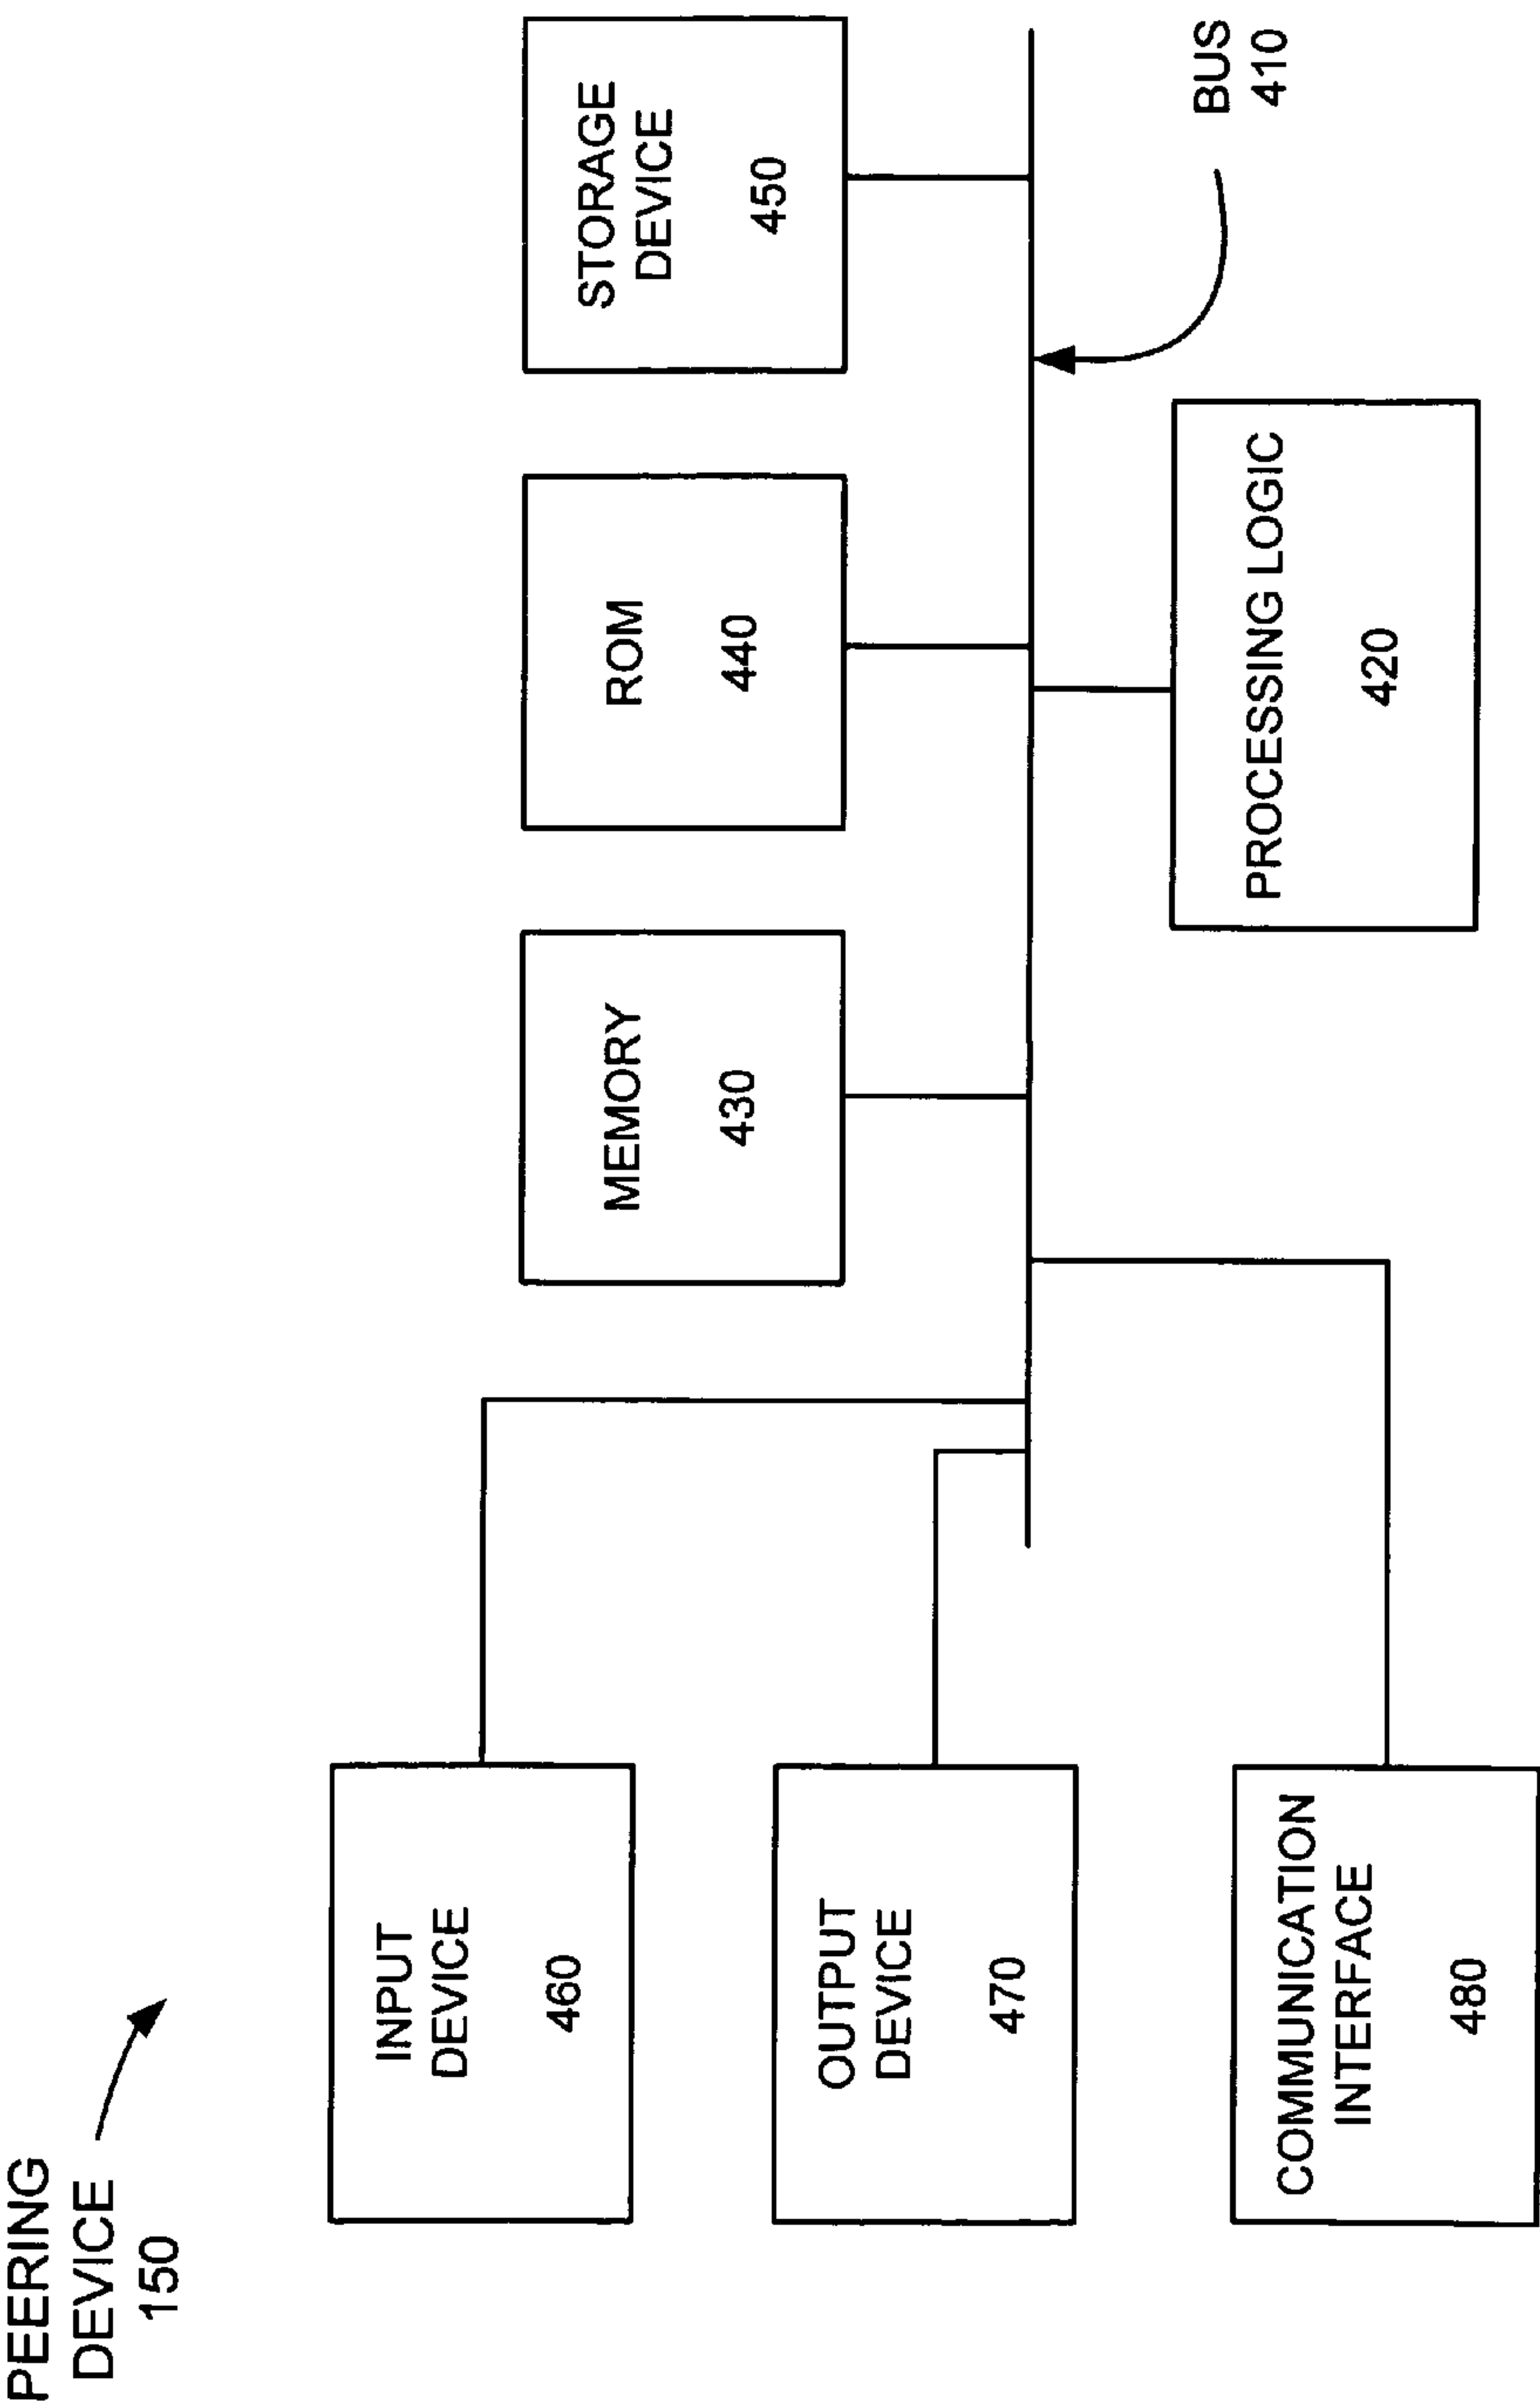 PEERING
DEVICE
150
INPUT
DEVICE
460
OUTPUT
DEVICE
470
COMMUNICATION
INTERFACE
480
MEMORY
430
ROM
440
STORAGE
DEVICE
450
PROCESSING LOGIC
420
BUS
410